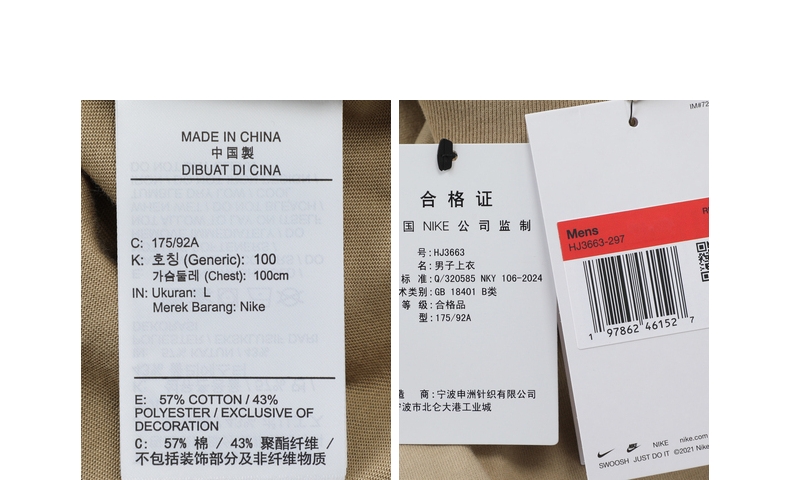 MADE IN CHINA
中国製
DIBUAT DI CINA
C: 175/92A
K: 호칭 (Generic): 100
가슴둘레 (Chest): 100cm
IN: Ukuran: L
Merek Barang: Nike
E: 57% COTTON / 43%
POLYESTER / EXCLUSIVE OF
DECORATION
C: 57% 棉 / 43% 聚酯纤维 /
不包括装饰部分及非纤维物质
合格证
国 NIKE 公司监制
号:HJ3663
名:男子上衣
标 准:Q/320585 NKY 106-2024
术类别:GB 18401 B类
等 级:合格品
型:175/92A
造 商:宁波申洲针织有限公司
波市北仑大港工业城
IM#72
Mens
HJ3663-297
1 97862 46152 7
NIKE nike.com
SWOOSH JUST DO IT ©2021 Nike